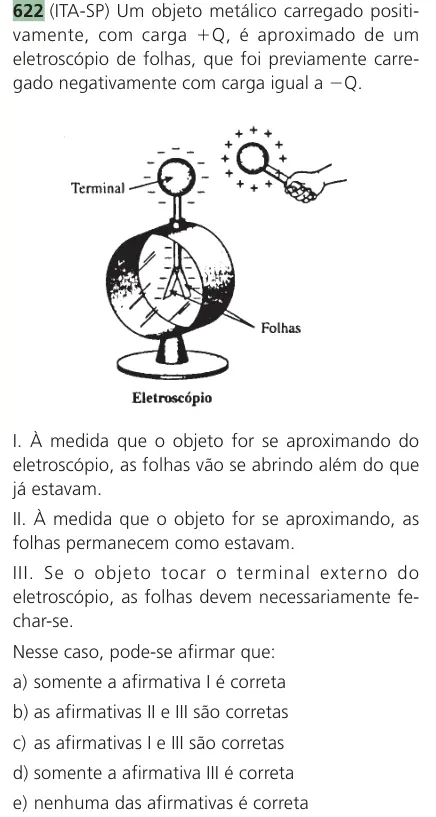 622 (ITA-SP) Um objeto metálico carregado positi-
vamente, com carga +Q, é aproximado de um
eletroscópio de folhas, que foi previamente carre-
gado negativamente com carga igual a −Q.
Terminal
Folhas
Eletroscópio
I. À medida que o objeto for se aproximando do
eletroscópio, as folhas vão se abrindo além do que
já estavam.
II. À medida que o objeto for se aproximando, as
folhas permanecem como estavam.
III. Se o objeto tocar o terminal externo do
eletroscópio, as folhas devem necessariamente fe-
char-se.
Nesse caso, pode-se afirmar que:
a) somente a afirmativa I é correta
b) as afirmativas II e III são corretas
c) as afirmativas I e III são corretas
d) somente a afirmativa III é correta
e) nenhuma das afirmativas é correta